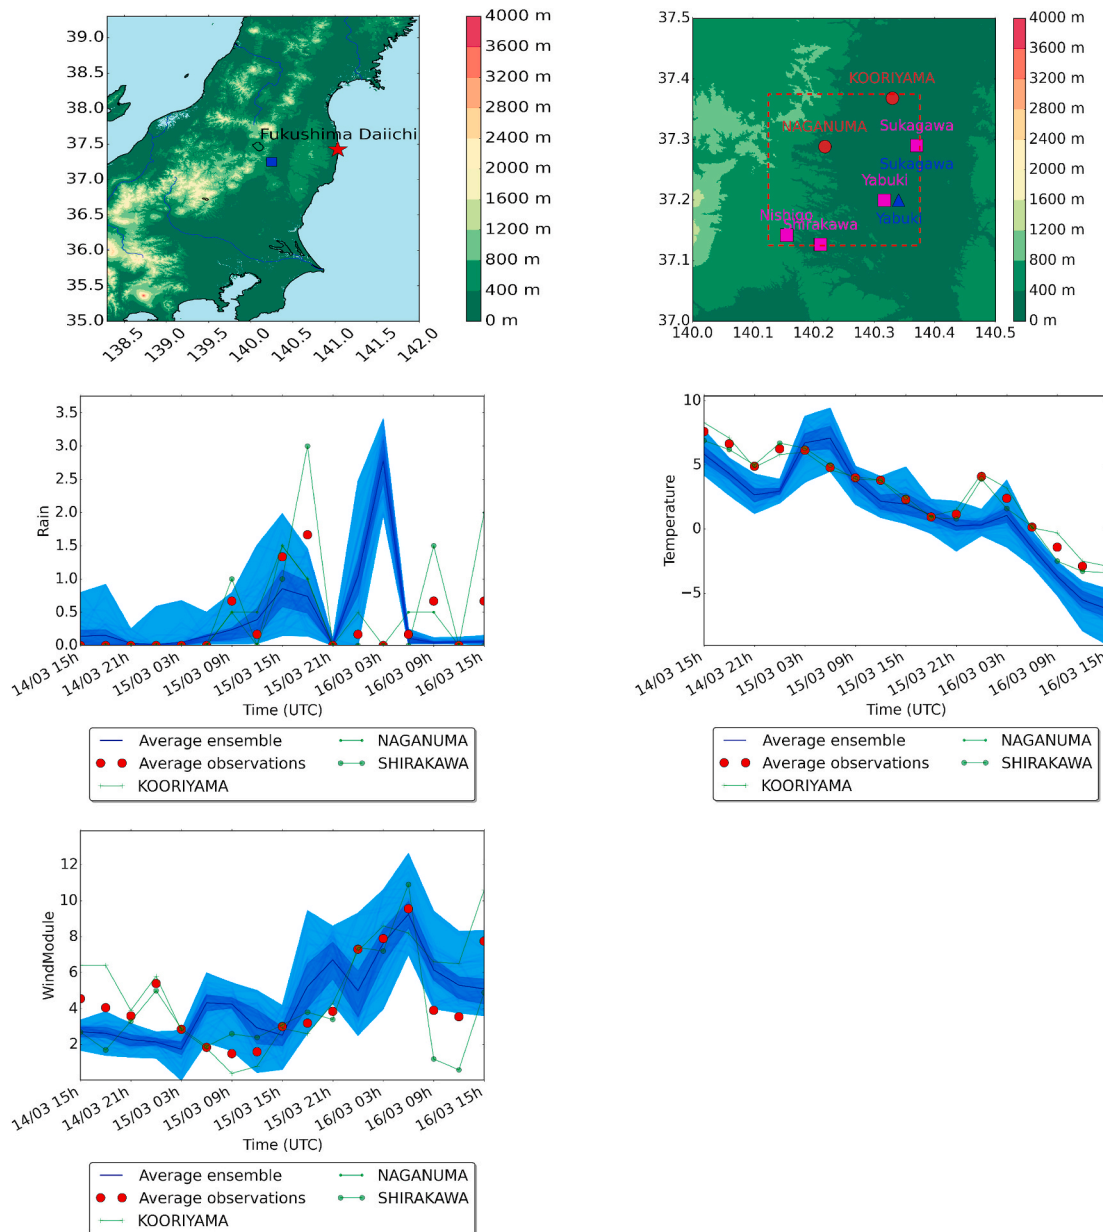 39.0
38.5
38.0
37.5
37.0
36.5
36.0
35.5
35.0
138.5
139.0
139.5
140.0
140.5
141.0
141.5
142.0
Fukushima Daiichi
4000 m
3600 m
3200 m
2800 m
2400 m
2000 m
1600 m
1200 m
800 m
400 m
0 m
37.5
37.4
37.3
37.2
37.1
37.0
140.0
140.1
140.2
140.3
140.4
140.5
KOORIYAMA
NAGANUMA
Sukagawa
Sukagawa
Yabuki
Yabuki
Nishigo
Shirakawa
4000 m
3600 m
3200 m
2800 m
2400 m
2000 m
1600 m
1200 m
800 m
400 m
0 m
Rain
3.5
3.0
2.5
2.0
1.5
1.0
0.5
0.0
14/03 15h
14/03 21h
15/03 03h
15/03 09h
15/03 15h
15/03 21h
16/03 03h
16/03 09h
16/03 15h
Time (UTC)
Average ensemble
Average observations
KOORIYAMA
NAGANUMA
SHIRAKAWA
Temperature
10
5
0
−5
14/03 15h
14/03 21h
15/03 03h
15/03 09h
15/03 15h
15/03 21h
16/03 03h
16/03 09h
16/03 15h
Time (UTC)
Average ensemble
Average observations
KOORIYAMA
NAGANUMA
SHIRAKAWA
WindModule
12
10
8
6
4
2
14/03 15h
14/03 21h
15/03 03h
15/03 09h
15/03 15h
15/03 21h
16/03 03h
16/03 09h
16/03 15h
Time (UTC)
Average ensemble
Average observations
KOORIYAMA
NAGANUMA
SHIRAKAWA